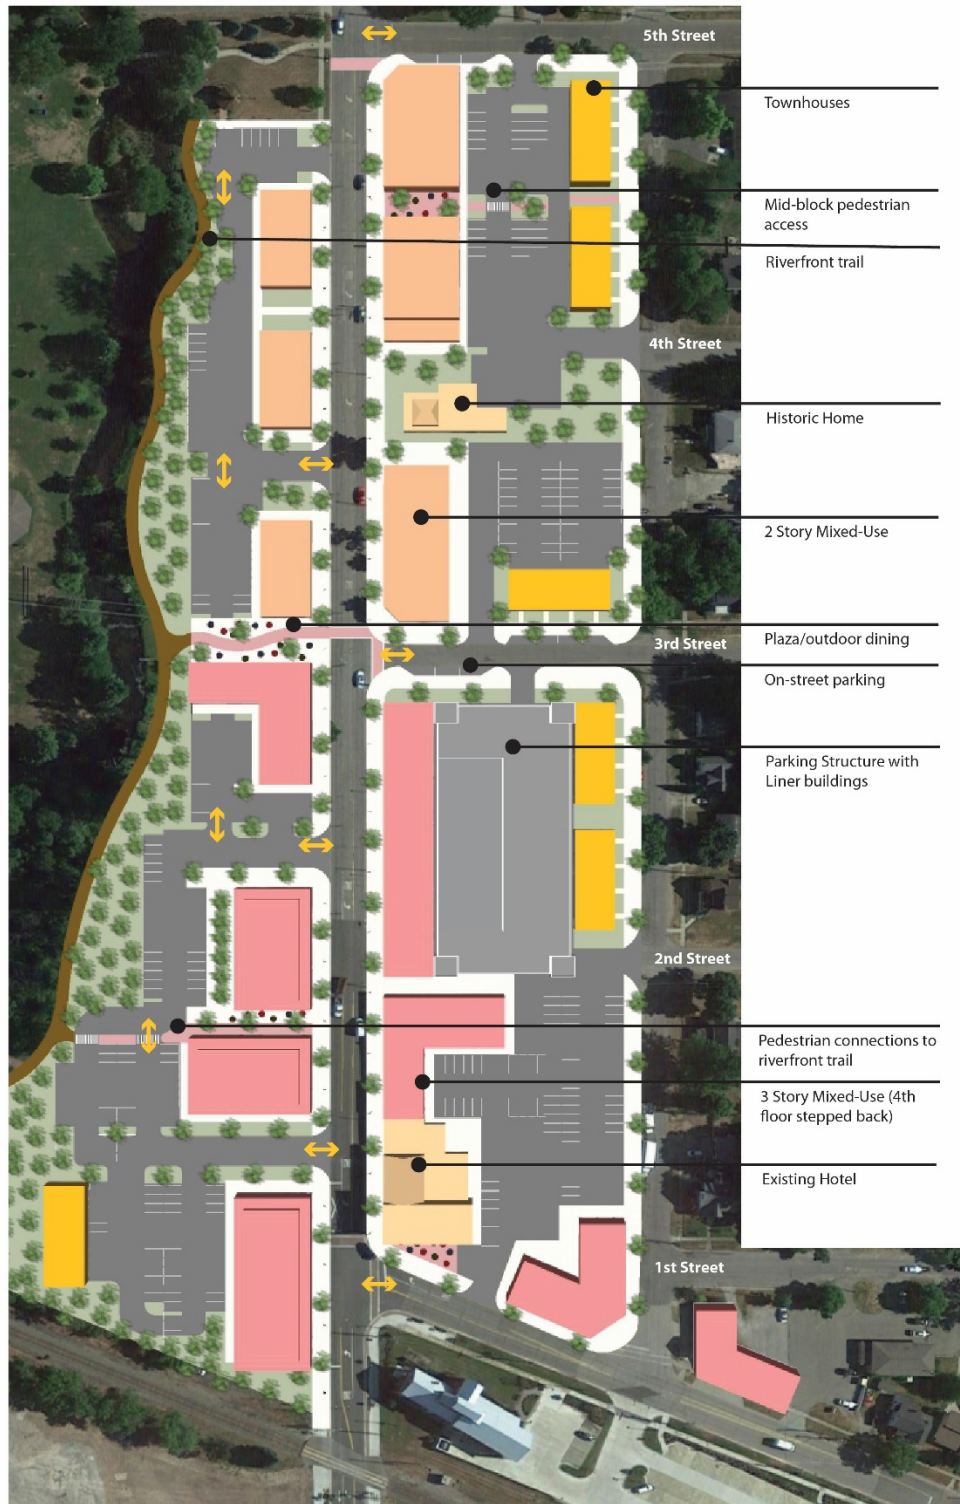 5th Street
Townhouses
Mid-block pedestrian
access
Riverfront trail
4th Street
Historic Home
2 Story Mixed-Use
3rd Street
Plaza/outdoor dining
On-street parking
Parking Structure with
Liner buildings
2nd Street
Pedestrian connections to
riverfront trail
3 Story Mixed-Use (4th
floor stepped back)
Existing Hotel
1st Street